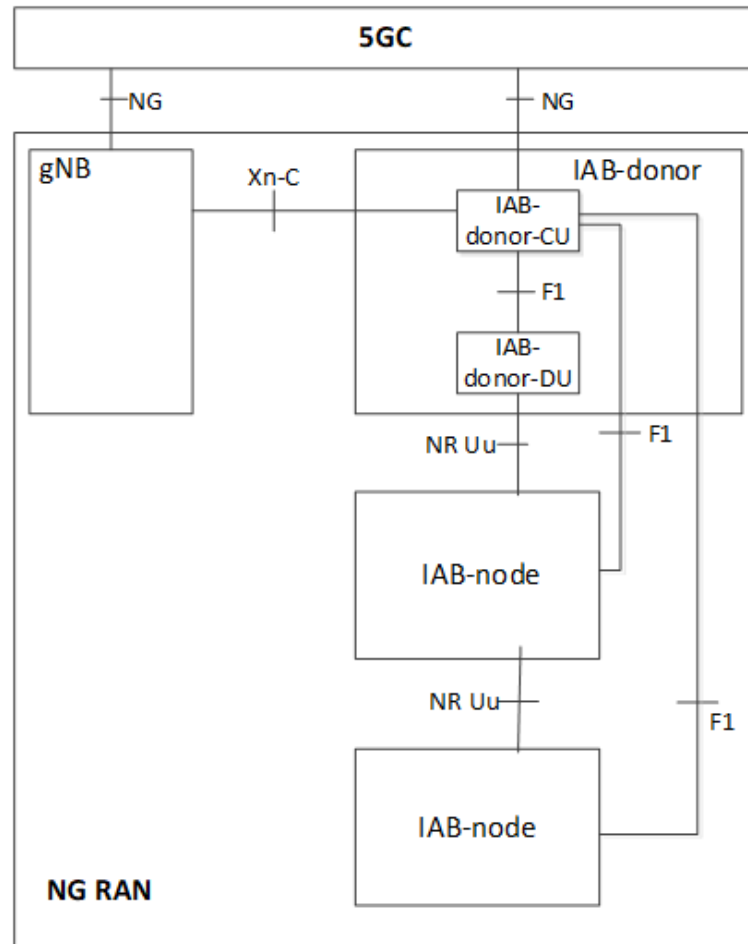 5GC
NG
NG
gNB
Xn-C
IAB-donor
IAB-
donor-CU
F1
IAB-
donor-DU
NR Uu
F1
IAB-node
NR Uu
F1
IAB-node
NG RAN